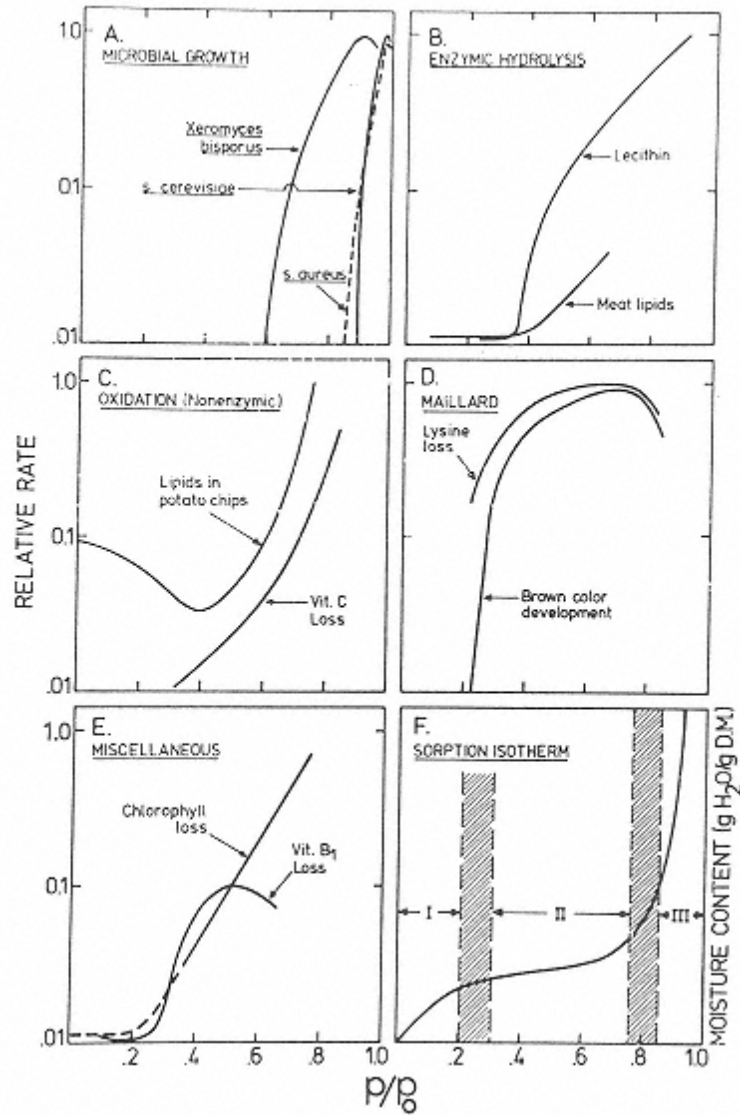 A.
MICROBIAL GROWTH
1.0
Xeromyces
bisporus
.01
s. cerevisiae
s. aureus
.01
B.
ENZYMIC HYDROLYSIS
Lecithin
Meat lipids
RELATIVE RATE
C.
OXIDATION (Nonenzymic)
1.0
Lipids in
potato chips
0.1
Vit. C
Loss
.01
D.
MAILLARD
Lysine
loss
Brown color
development
E.
MISCELLANEOUS
1.0
Chlorophyll
loss
Vit. B1
Loss
0.1
.01
.2 .4 .6 .8 1.0
F.
SORPTION ISOTHERM
I
II
III
.2 .4 .6 .8 1.0
MOISTURE CONTENT (g H2O/g D.M.)
p/p0